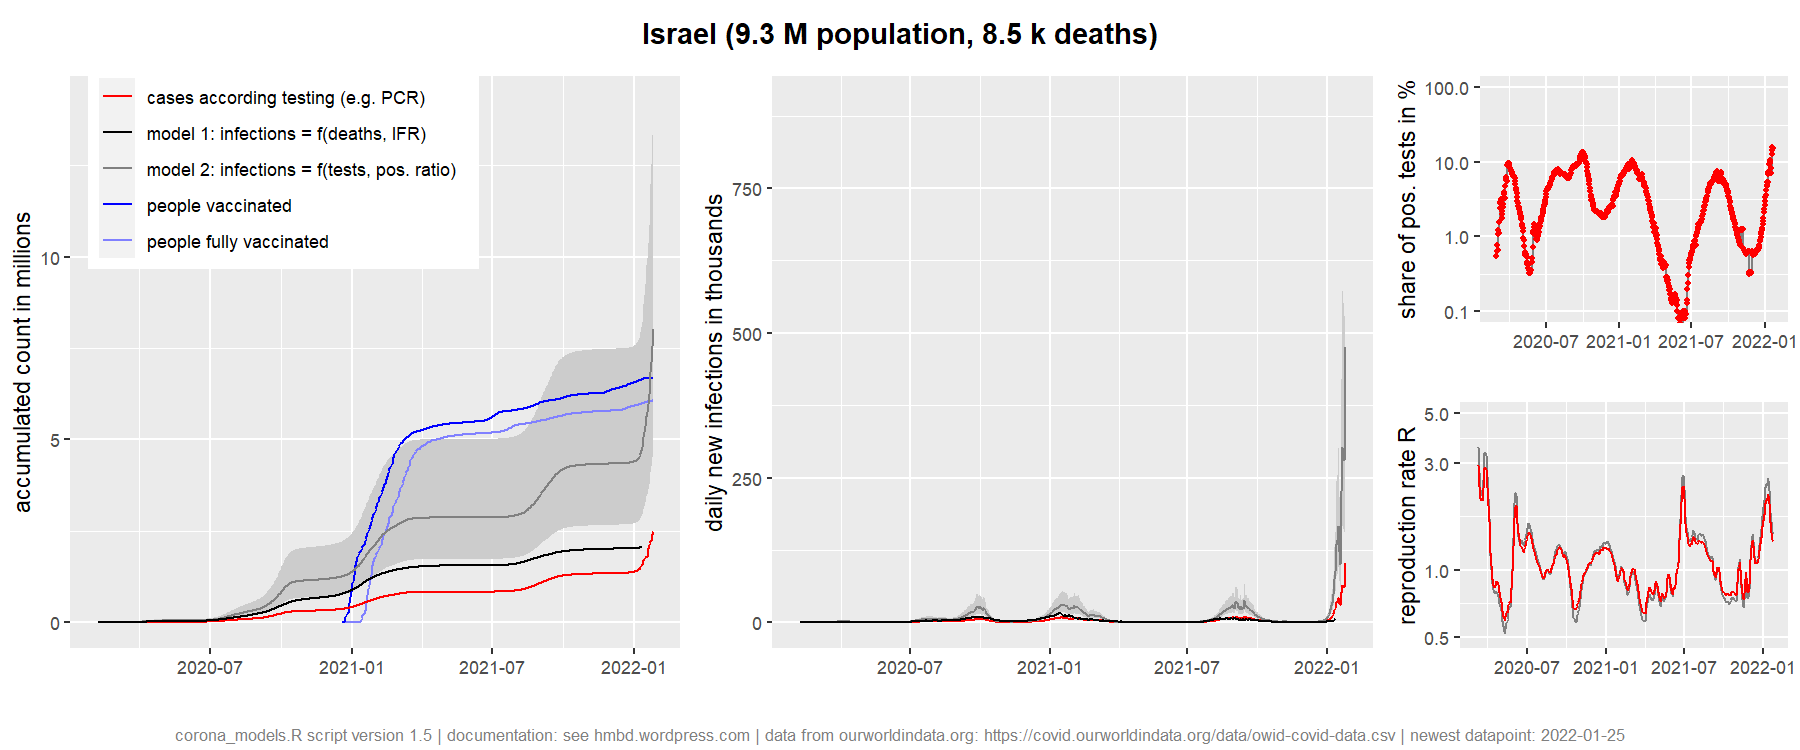 Israel (9.3 M population, 8.5 k deaths)
accumulated count in millions
10
5
0
cases according testing (e.g. PCR)
model 1: infections = f(deaths, IFR)
model 2: infections = f(tests, pos. ratio)
people vaccinated
people fully vaccinated
2020-07 2021-01 2021-07 2022-01
daily new infections in thousands
750
500
250
0
2020-07 2021-01 2021-07 2022-01
share of pos. tests in %
100.0
10.0
1.0
0.1
2020-07 2021-01 2021-07 2022-01
reproduction rate R
5.0
3.0
1.0
0.5
2020-07 2021-01 2021-07 2022-01
corona_models.R script version 1.5 | documentation: see hmbd.wordpress.com | data from ourworldindata.org: https://covid.ourworldindata.org/data/owid-covid-data.csv | newest datapoint: 2022-01-25